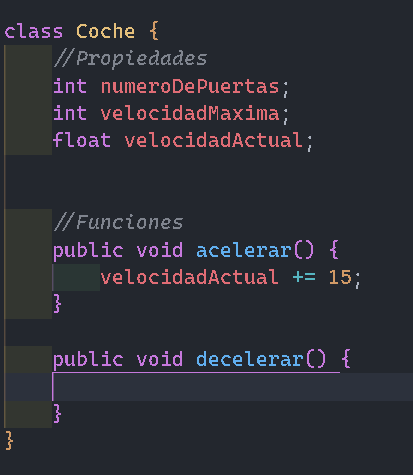 class Coche {
//Propiedades
int numeroDePuertas;
int velocidadMaxima;
float velocidadActual;
//Funciones
public void acelerar() {
velocidadActual += 15;
}
public void decelerar() {
}
}